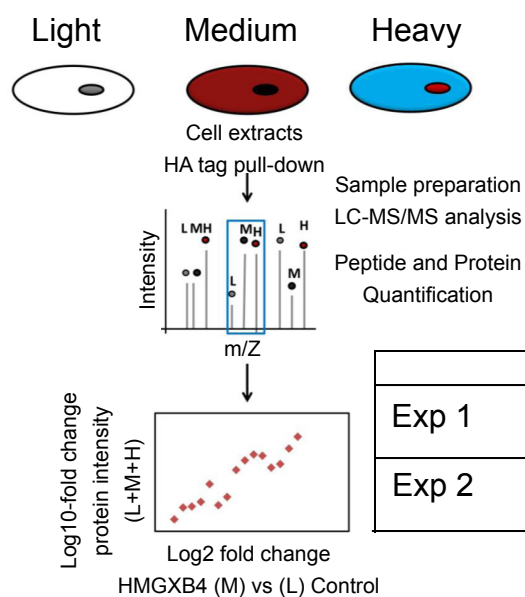 Light Medium Heavy
Cell extracts
HA tag pull-down
Sample preparation
LC-MS/MS analysis
Peptide and Protein
Quantification
Intensity
L M H
L M H
L M H
m/Z
Log10-fold change
protein intensity
(L+M+H)
Log2 fold change
HMGXB4 (M) vs (L) Control
Exp 1
Exp 2